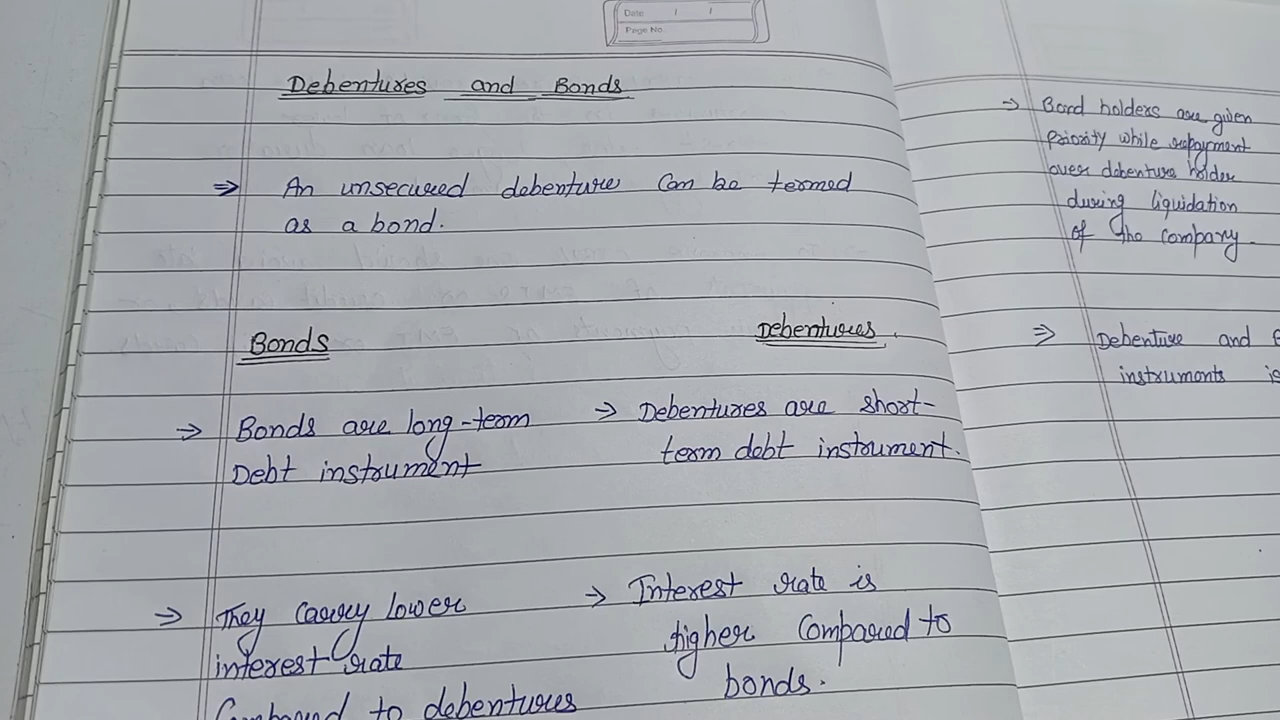 Date / /
Page No.
Debentures and Bonds
⇒ An unsecured debenture can be termed
as a bond.
Bonds
Debentures.
⇒ Bonds are long-term
Debt instrument
⇒ Debentures are short-
term debt instrument.
⇒ They carry lower
interest rate
Compared to debentures
⇒ Interest rate is
higher compared to
bonds.
⇒ Bond holders are given
priority while repayment
over debenture holder
during liquidation
of the company.
⇒ Debenture and
instruments is